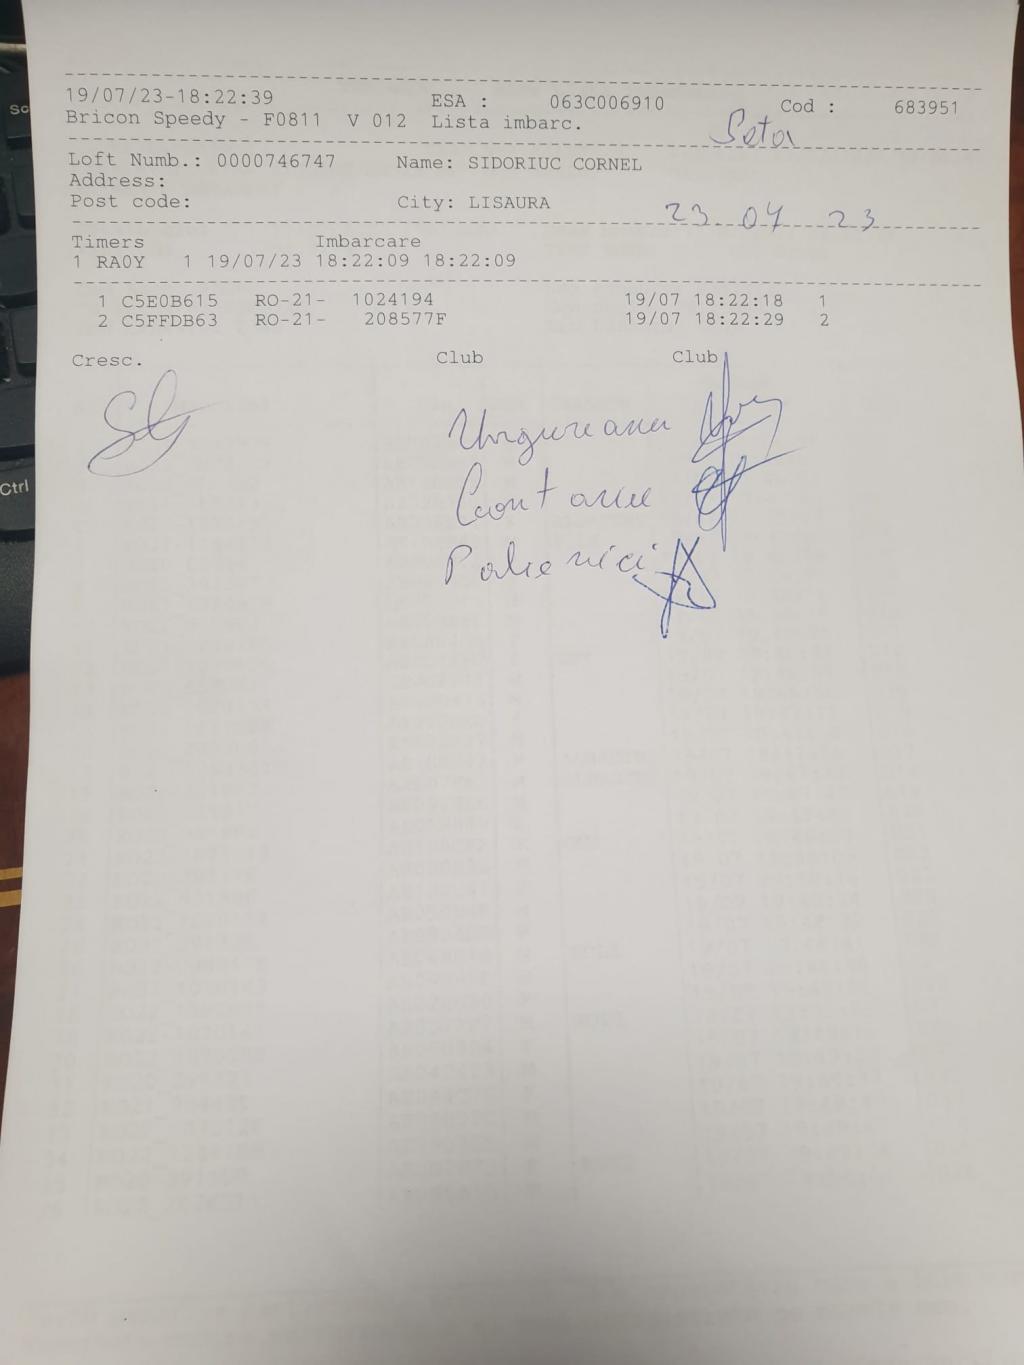 19/07/23-18:22:39 ESA : 063C006910 Cod : 683951
Bricon Speedy - F0811 V 012 Lista imbarc.
Seta
Loft Numb.: 0000746747 Name: SIDORIUC CORNEL
Address:
Post code: City: LISAURA
23 07 23
Timers Imbarcare
1 RA0Y 1 19/07/23 18:22:09 18:22:09
1 C5E0B615 RO-21- 1024194 19/07 18:22:18 1
2 C5FFDB63 RO-21- 208577F 19/07 18:22:29 2
Cresc. Club Club
Ungureanu